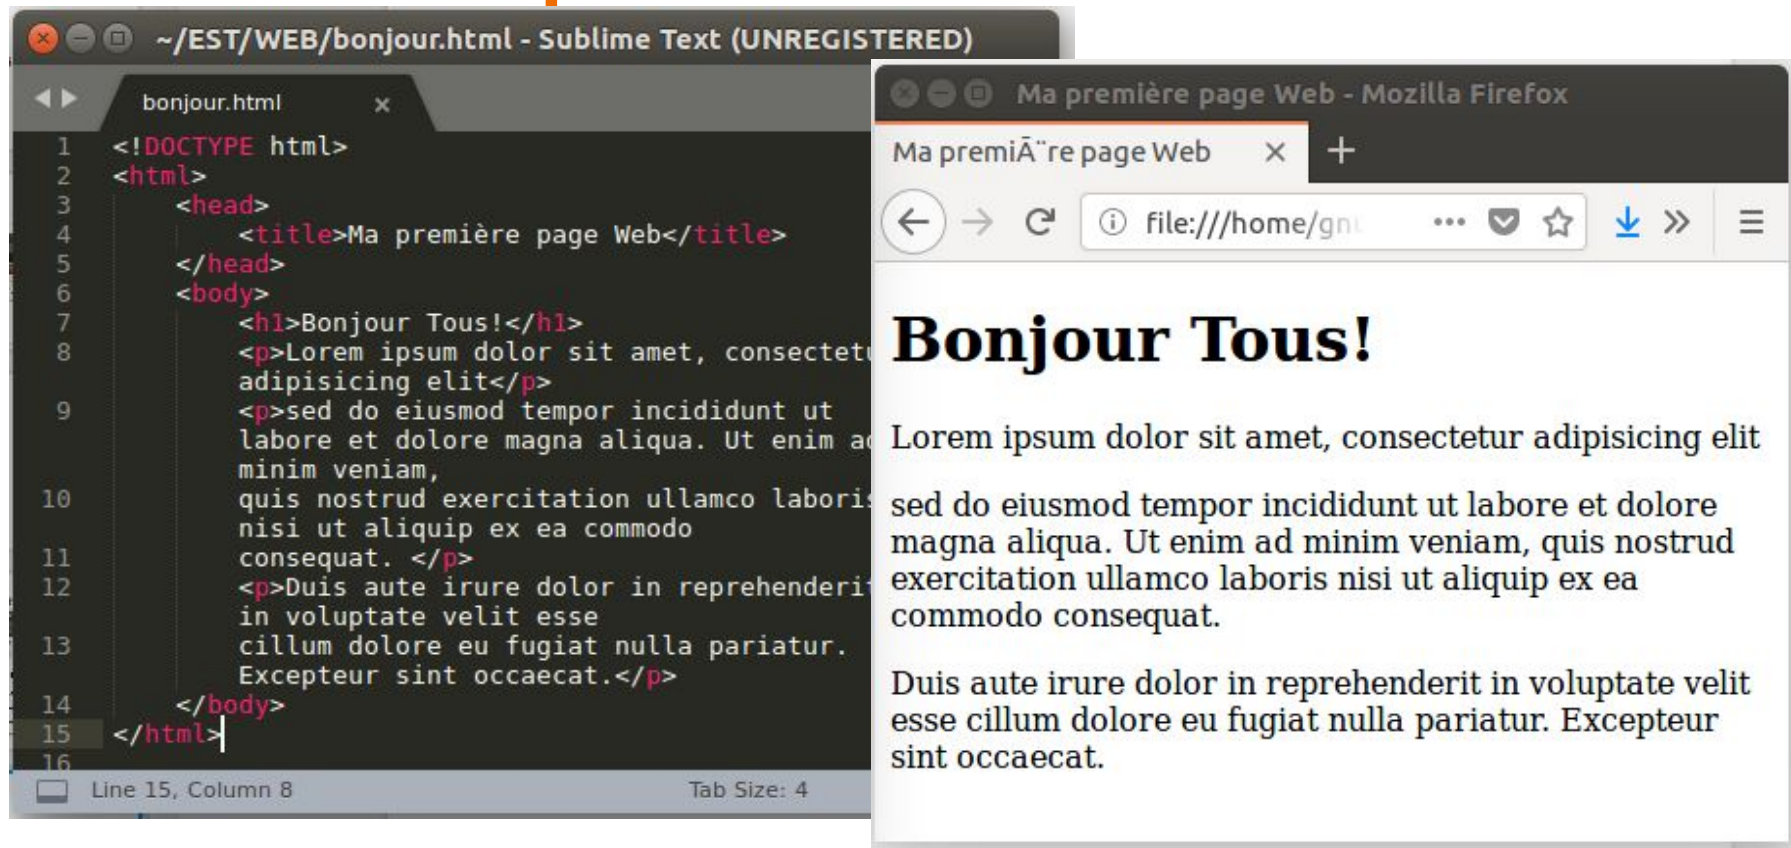 ~/EST/WEB/bonjour.html - Sublime Text (UNREGISTERED)
bonjour.html ×
1 <!DOCTYPE html>
2 <html>
3 <head>
4 <title>Ma première page Web</title>
5 </head>
6 <body>
7 <h1>Bonjour Tous!</h1>
8 <p>Lorem ipsum dolor sit amet, consectetu
adipisicing elit</p>
9 <p>sed do eiusmod tempor incididunt ut
labore et dolore magna aliqua. Ut enim ad
minim veniam,
10 quis nostrud exercitation ullamco laboris
nisi ut aliquip ex ea commodo
11 consequat. </p>
12 <p>Duis aute irure dolor in reprehenderit
in voluptate velit esse
13 cillum dolore eu fugiat nulla pariatur.
Excepteur sint occaecat.</p>
14 </body>
15 </html>
16
Line 15, Column 8 Tab Size: 4
Ma première page Web - Mozilla Firefox
Ma premiÃ¨re page Web × +
file:///home/gnu
Bonjour Tous!
Lorem ipsum dolor sit amet, consectetur adipisicing elit
sed do eiusmod tempor incididunt ut labore et dolore
magna aliqua. Ut enim ad minim veniam, quis nostrud
exercitation ullamco laboris nisi ut aliquip ex ea
commodo consequat.
Duis aute irure dolor in reprehenderit in voluptate velit
esse cillum dolore eu fugiat nulla pariatur. Excepteur
sint occaecat.